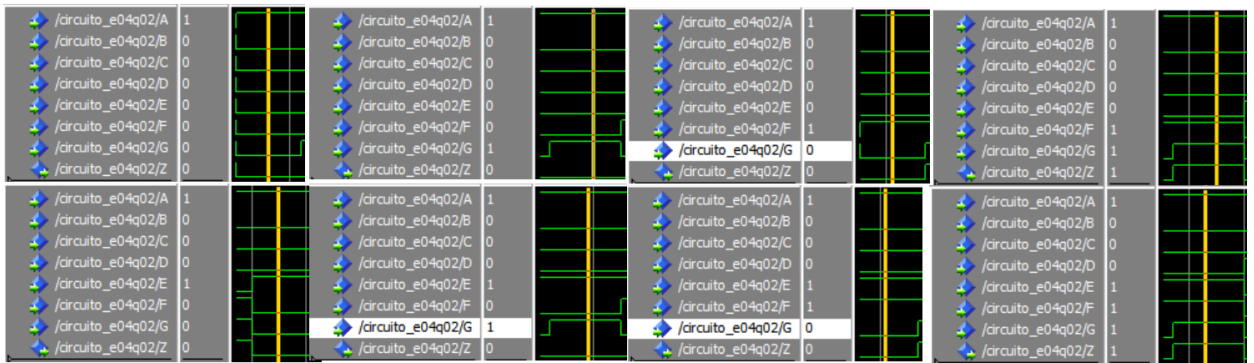 /circuito_e04q02/A 1
/circuito_e04q02/B 0
/circuito_e04q02/C 0
/circuito_e04q02/D 0
/circuito_e04q02/E 0
/circuito_e04q02/F 0
/circuito_e04q02/G 0
/circuito_e04q02/Z 0
/circuito_e04q02/A 1
/circuito_e04q02/B 0
/circuito_e04q02/C 0
/circuito_e04q02/D 0
/circuito_e04q02/E 0
/circuito_e04q02/F 0
/circuito_e04q02/G 1
/circuito_e04q02/Z 0
/circuito_e04q02/A 1
/circuito_e04q02/B 0
/circuito_e04q02/C 0
/circuito_e04q02/D 0
/circuito_e04q02/E 0
/circuito_e04q02/F 1
/circuito_e04q02/G 0
/circuito_e04q02/Z 0
/circuito_e04q02/A 1
/circuito_e04q02/B 0
/circuito_e04q02/C 0
/circuito_e04q02/D 0
/circuito_e04q02/E 0
/circuito_e04q02/F 1
/circuito_e04q02/G 1
/circuito_e04q02/Z 1
/circuito_e04q02/A 1
/circuito_e04q02/B 0
/circuito_e04q02/C 0
/circuito_e04q02/D 0
/circuito_e04q02/E 1
/circuito_e04q02/F 0
/circuito_e04q02/G 0
/circuito_e04q02/Z 0
/circuito_e04q02/A 1
/circuito_e04q02/B 0
/circuito_e04q02/C 0
/circuito_e04q02/D 0
/circuito_e04q02/E 1
/circuito_e04q02/F 0
/circuito_e04q02/G 1
/circuito_e04q02/Z 0
/circuito_e04q02/A 1
/circuito_e04q02/B 0
/circuito_e04q02/C 0
/circuito_e04q02/D 0
/circuito_e04q02/E 1
/circuito_e04q02/F 1
/circuito_e04q02/G 0
/circuito_e04q02/Z 0
/circuito_e04q02/A 1
/circuito_e04q02/B 0
/circuito_e04q02/C 0
/circuito_e04q02/D 0
/circuito_e04q02/E 1
/circuito_e04q02/F 1
/circuito_e04q02/G 1
/circuito_e04q02/Z 1